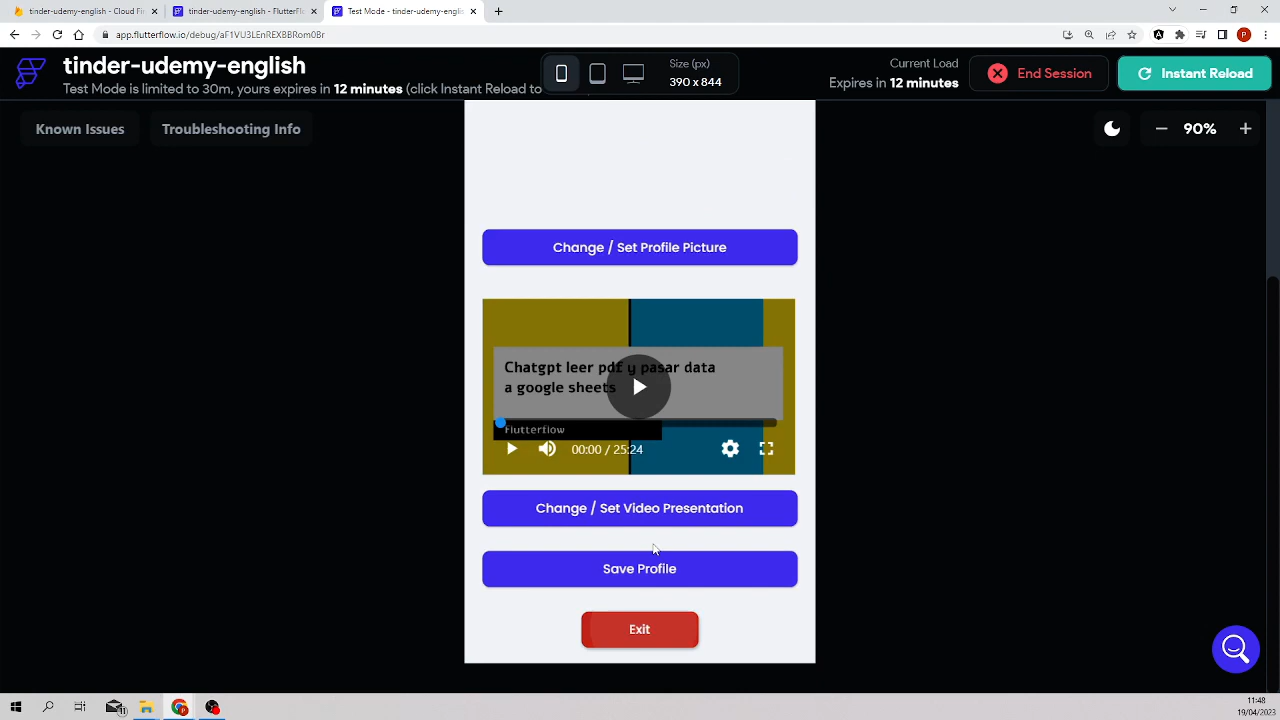 tinder-udemy-english - Cloud Fir
tinder-udemy-english - FlutterFl
Test Mode - tinder-udemy-englis
app.flutterflow.io/debug/aF1VU3LEnREXBBRom0Br
tinder-udemy-english
Test Mode is limited to 30m, yours expires in 12 minutes (click Instant Reload to
Size (px)
390 x 844
Current Load
Expires in 12 minutes
End Session
Instant Reload
Known Issues
Troubleshooting Info
90%
Change / Set Profile Picture
Chatgpt leer pdf y pasar data
a google sheets
Flutterflow
00:00 / 25:24
Change / Set Video Presentation
Save Profile
Exit
11:48
19/04/2023